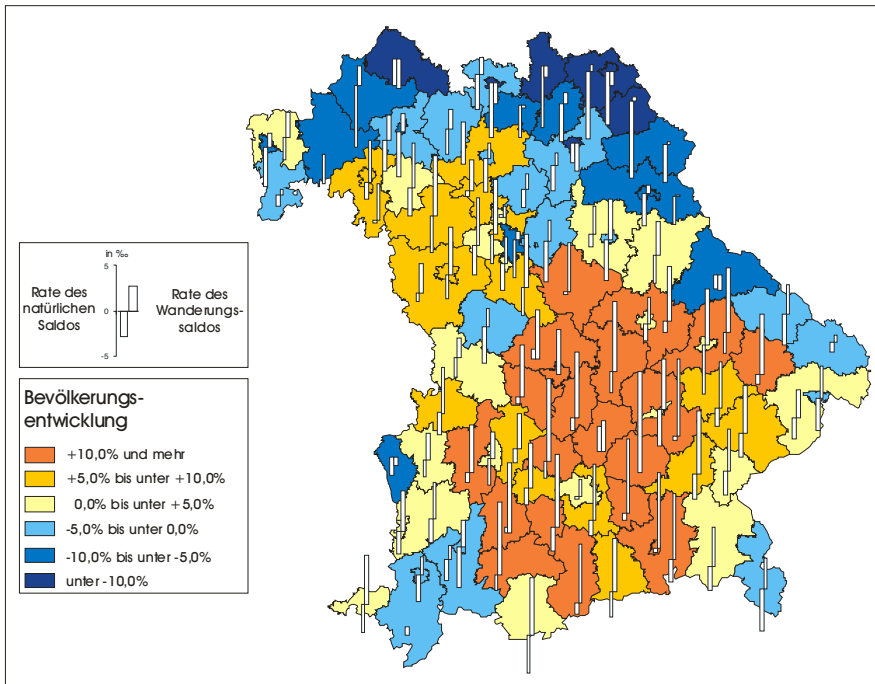 in ‰
5
Rate des
natürlichen
Saldos
0
Rate des
Wanderungs-
saldos
-5
Bevölkerungs-
entwicklung
+10,0% und mehr
+5,0% bis unter +10,0%
0,0% bis unter +5,0%
-5,0% bis unter 0,0%
-10,0% bis unter -5,0%
unter -10,0%